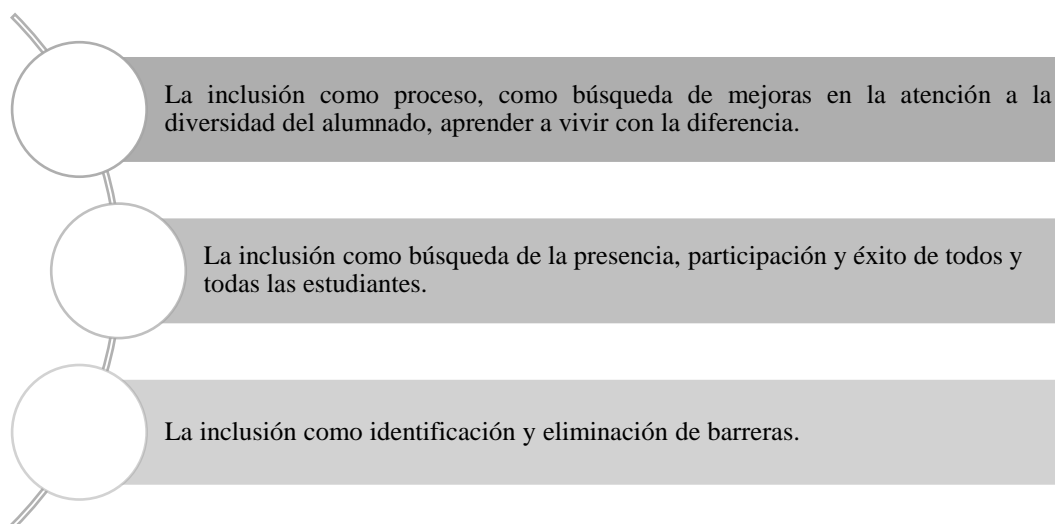 La inclusión como proceso, como búsqueda de mejoras en la atención a la
diversidad del alumnado, aprender a vivir con la diferencia.
La inclusión como búsqueda de la presencia, participación y éxito de todos y
todas las estudiantes.
La inclusión como identificación y eliminación de barreras.